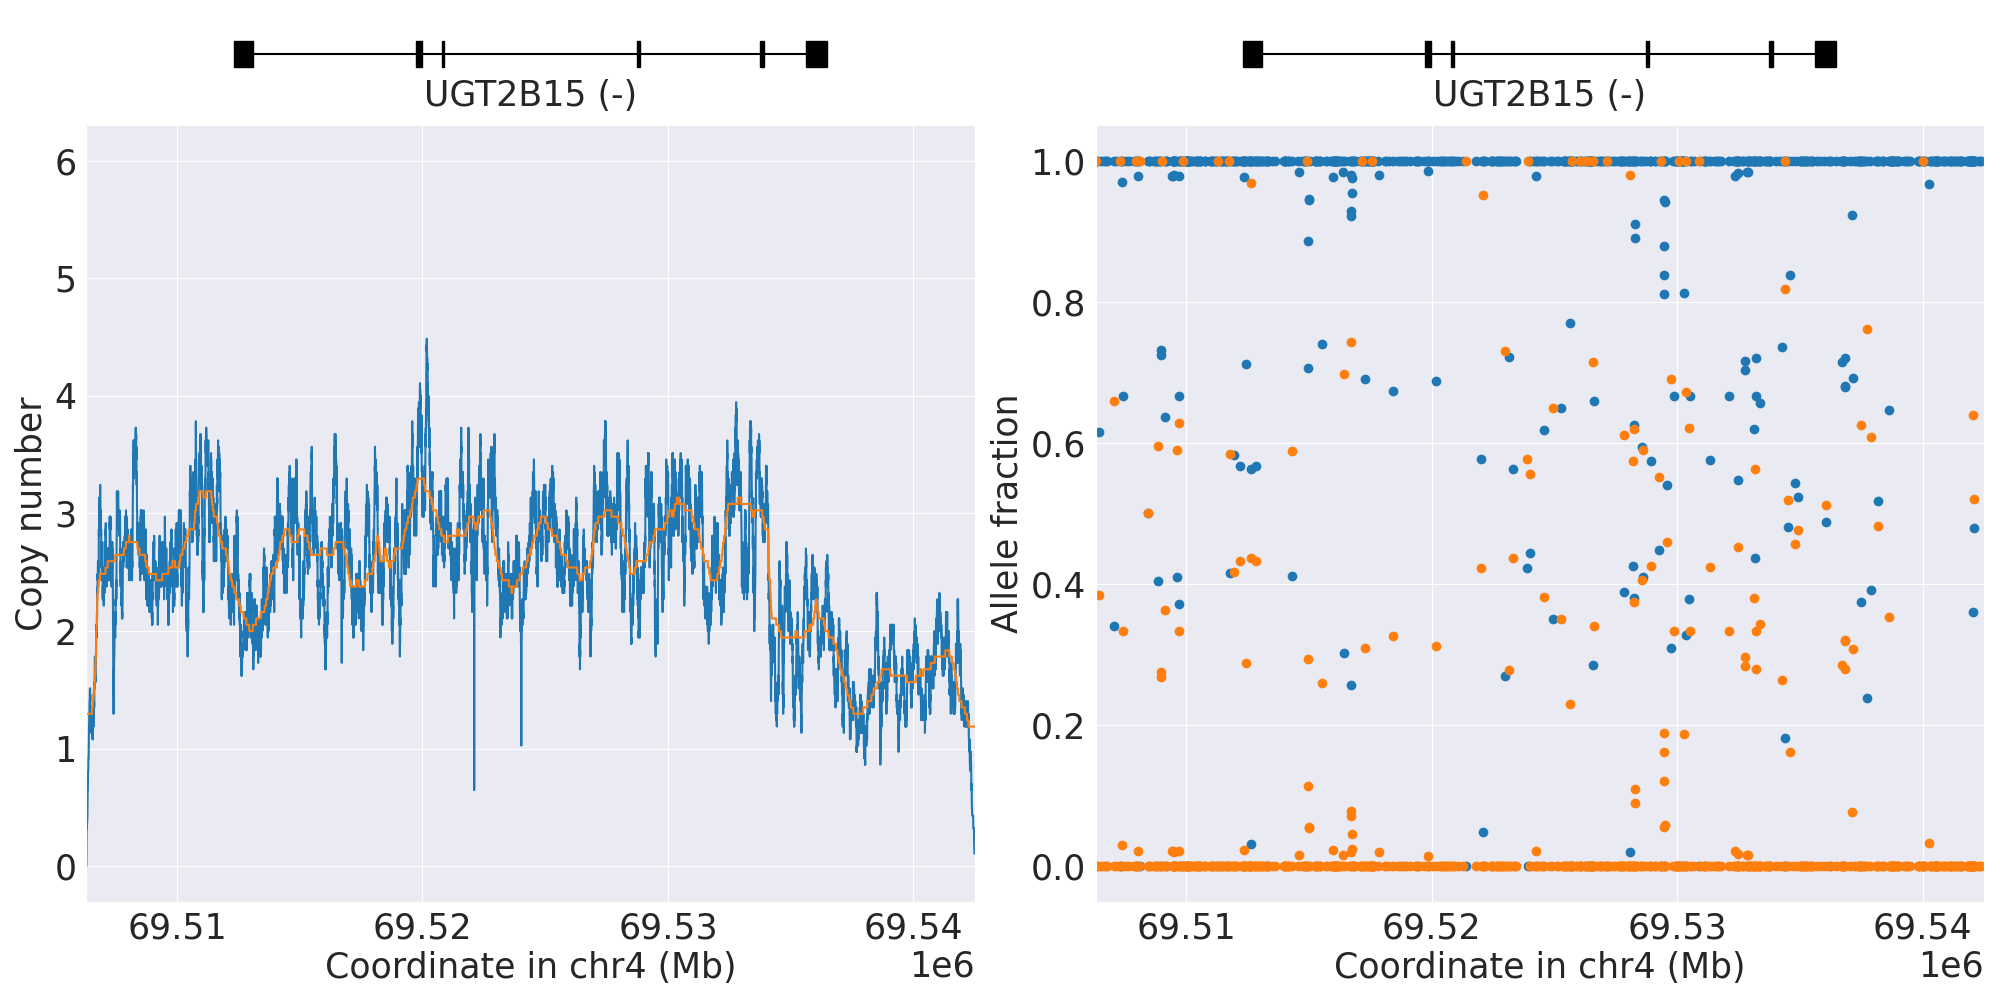 UGT2B15 (-)
6
5
4
3
2
1
0
Copy number
69.51 69.52 69.53 69.54
Coordinate in chr4 (Mb)
1e6
UGT2B15 (-)
1.0
0.8
0.6
0.4
0.2
0.0
Allele fraction
69.51 69.52 69.53 69.54
Coordinate in chr4 (Mb)
1e6